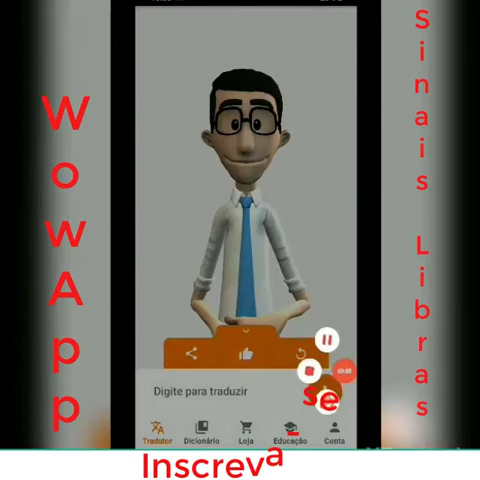 WowApp
Sinais Libras
Digite para traduzir
Tradutor Dicionário Loja Educação Conta
Inscreva
se